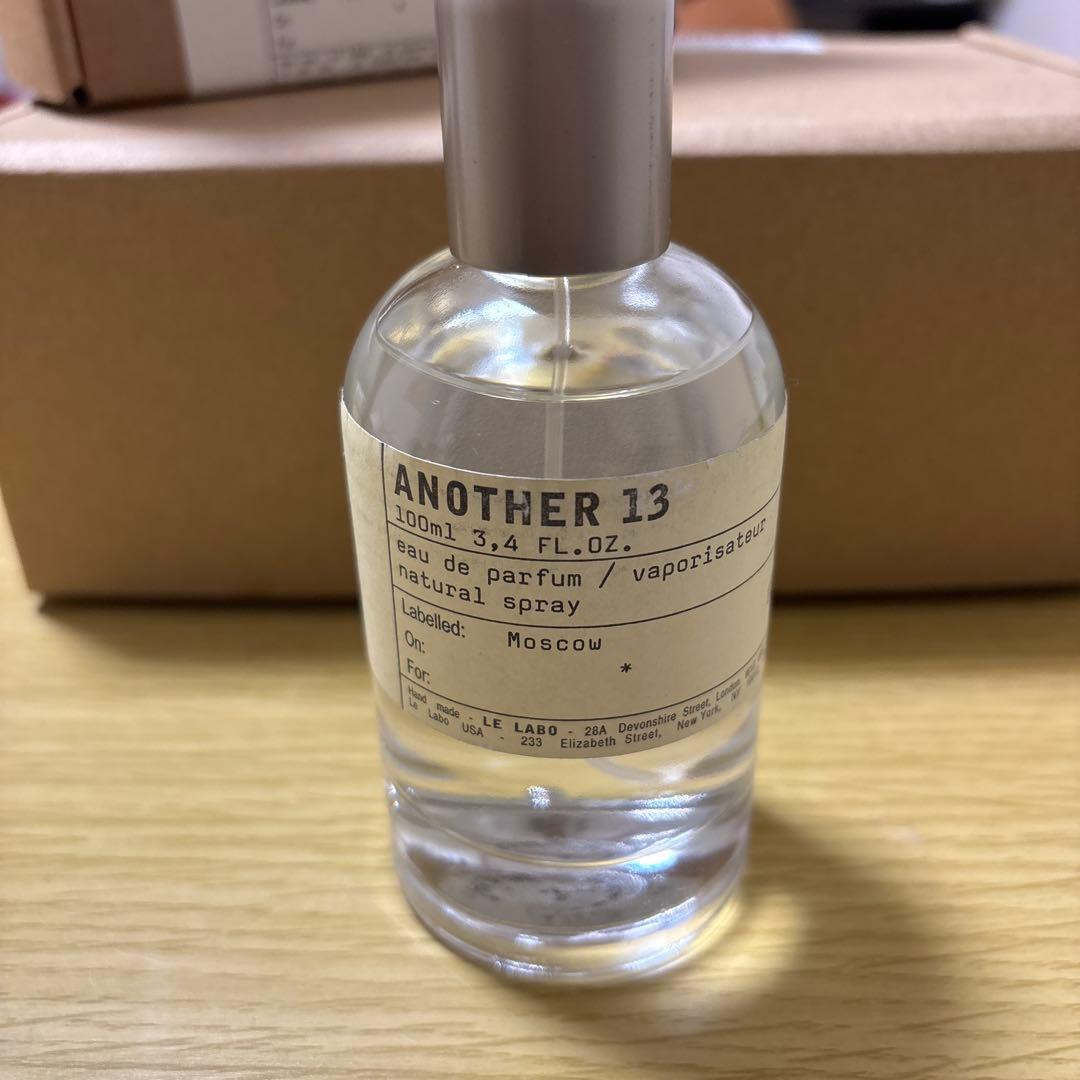 ANOTHER 13
100ml 3,4 FL.OZ.
eau de parfum / vaporisateur
natural spray
Labelled: Moscow
On: *
For:
Hand made - LE LABO - 28A Devonshire Street, London
Le Labo USA - 233 Elizabeth Street, New York, NY